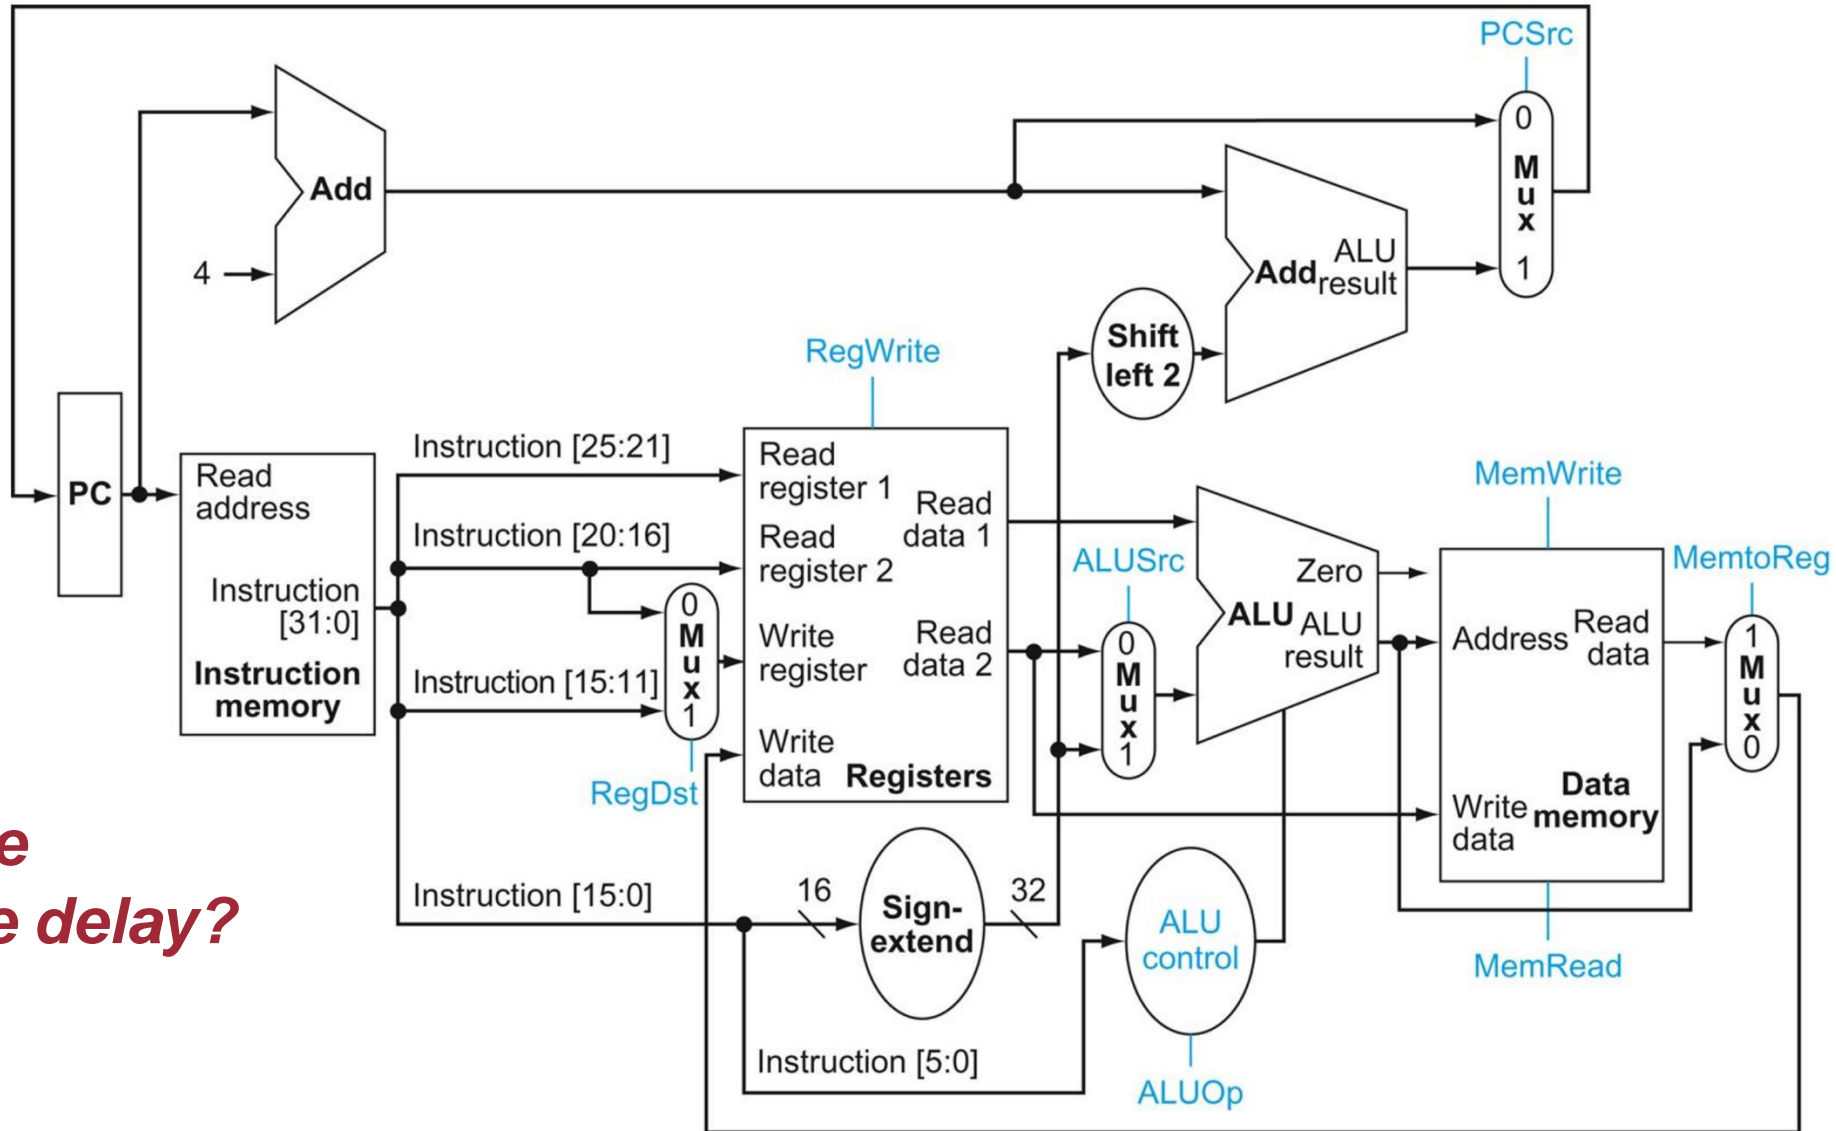 PCSrc
0
M
u
x
1
Add
4
Add
ALU
result
Shift
left 2
RegWrite
PC
Read
address
Instruction
[31:0]
Instruction
memory
Instruction [25:21]
Instruction [20:16]
Instruction [15:11]
0
M
u
x
1
RegDst
Read
register 1
Read
register 2
Write
register
Write
data
Read
data 1
Read
data 2
Registers
ALUSrc
0
M
u
x
1
Zero
ALU
ALU
result
MemWrite
Address
Read
data
Write
data
Data
memory
MemRead
MemtoReg
1
M
u
x
0
e
e delay?
Instruction [15:0]
16
Sign-
extend
32
ALU
control
Instruction [5:0]
ALUOp